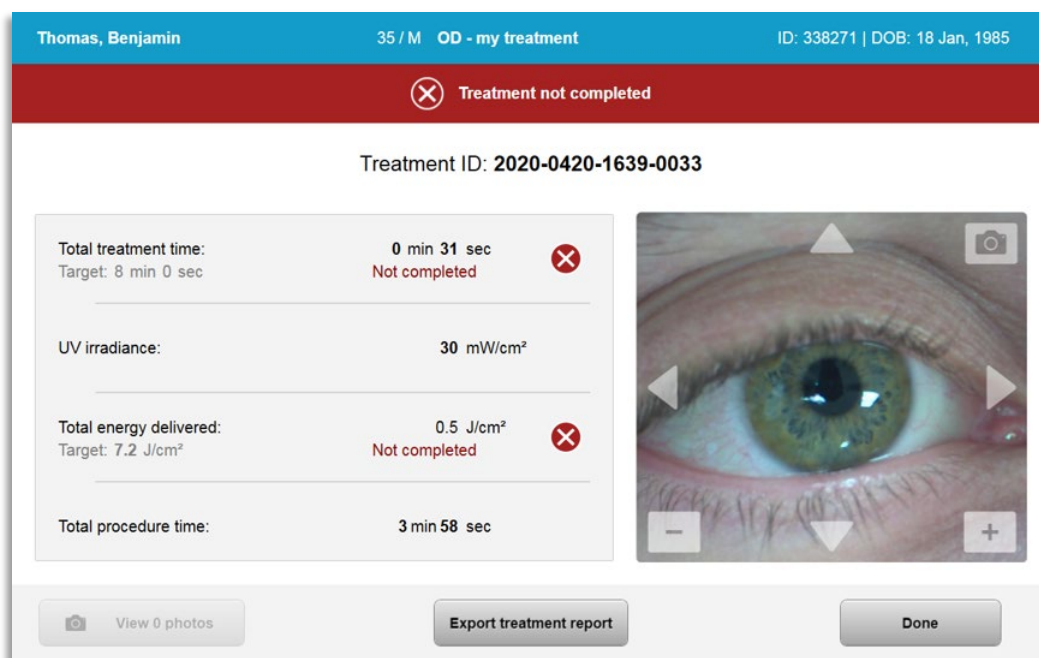 Thomas, Benjamin 35 / M OD - my treatment ID: 338271 | DOB: 18 Jan, 1985
Treatment not completed
Treatment ID: 2020-0420-1639-0033
Total treatment time: 0 min 31 sec
Target: 8 min 0 sec Not completed
UV irradiance: 30 mW/cm²
Total energy delivered: 0.5 J/cm²
Target: 7.2 J/cm² Not completed
Total procedure time: 3 min 58 sec
View 0 photos Export treatment report Done